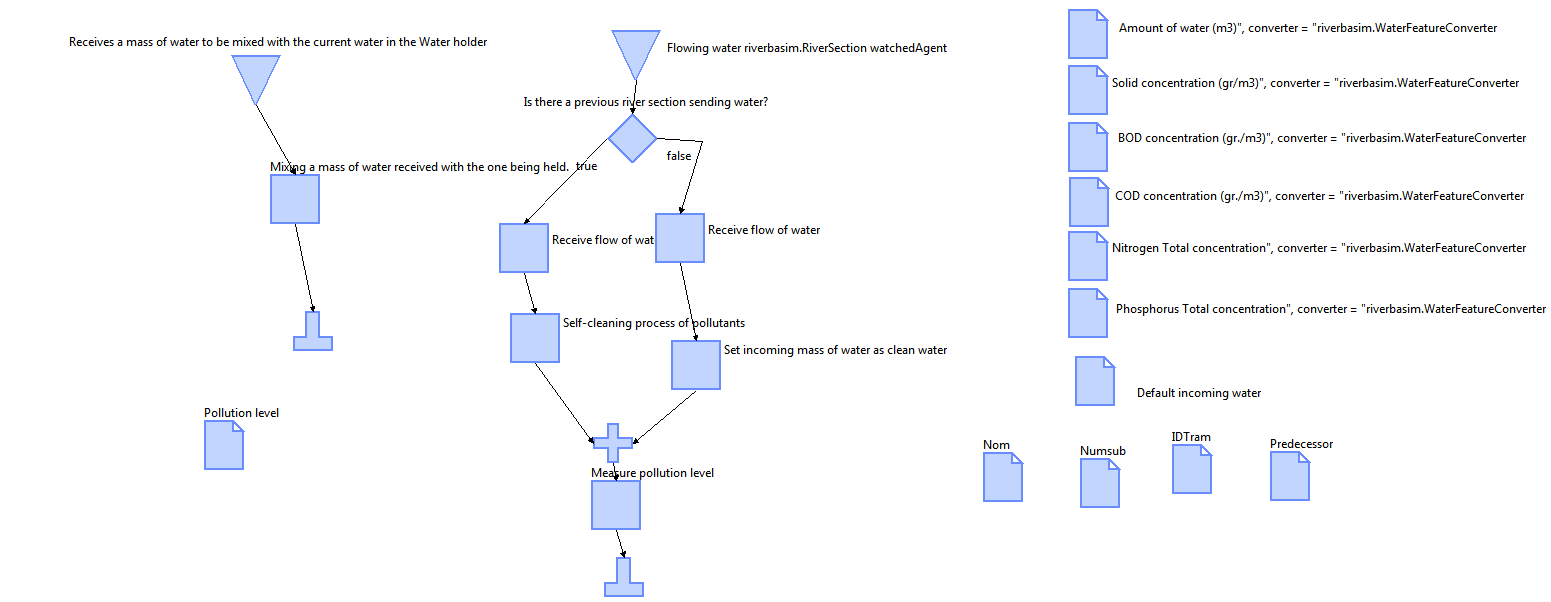 Receives a mass of water to be mixed with the current water in the Water holder
Flowing water riverbasim.RiverSection watchedAgent
Is there a previous river section sending water?
Mixing a mass of water received with the one being held.
true
false
Receive flow of wat
Receive flow of water
Self-cleaning process of pollutants
Set incoming mass of water as clean water
Pollution level
Measure pollution level
Amount of water (m3)", converter = "riverbasim.WaterFeatureConverter
Solid concentration (gr/m3)", converter = "riverbasim.WaterFeatureConverter
BOD concentration (gr./m3)", converter = "riverbasim.WaterFeatureConverter
COD concentration (gr./m3)", converter = "riverbasim.WaterFeatureConverter
Nitrogen Total concentration", converter = "riverbasim.WaterFeatureConverter
Phosphorus Total concentration", converter = "riverbasim.WaterFeatureConverter
Default incoming water
Nom
Numsub
IDTram
Predecessor